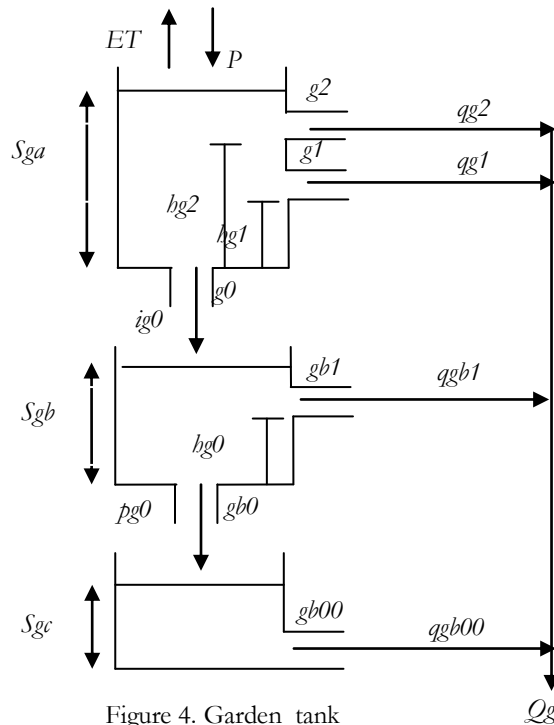 ET
P
g2
qg2
Sga
g1
qg1
hg2
hg1
g0
ig0
gb1
qgb1
Sgb
hg0
pg0
gb0
gb00
Sgc
qgb00
Figure 4. Garden tank
Qg